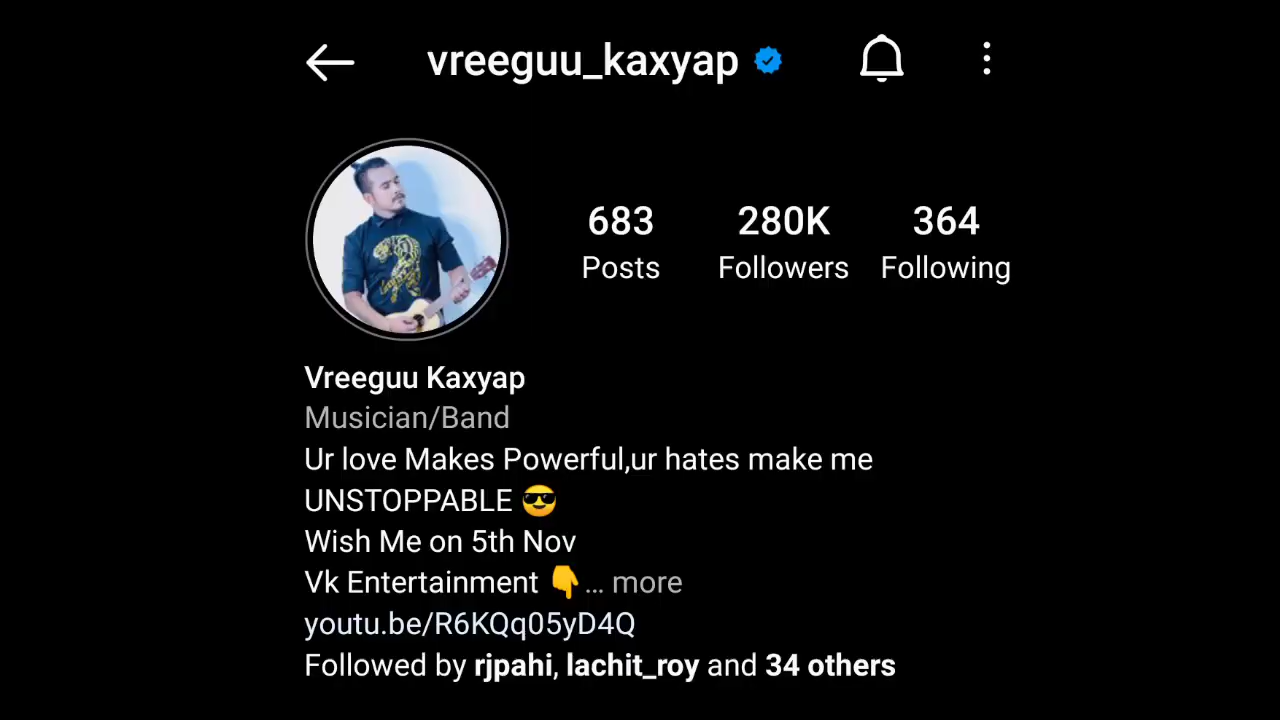 vreeguu_kaxyap
683 280K 364
Posts Followers Following
Vreeguu Kaxyap
Musician/Band
Ur love Makes Powerful,ur hates make me
UNSTOPPABLE 😎
Wish Me on 5th Nov
Vk Entertainment 👇... more
youtu.be/R6KQq05yD4Q
Followed by rjpahi, lachit_roy and 34 others